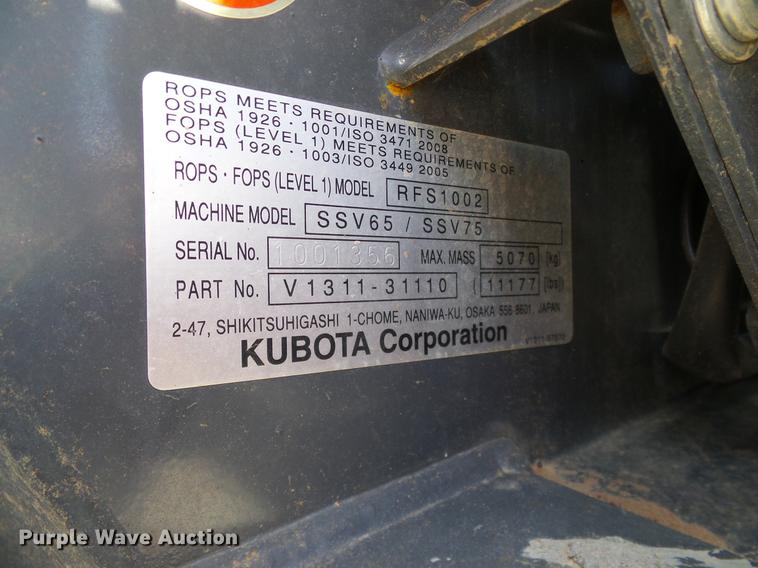 ROPS MEETS REQUIREMENTS OF
OSHA 1926 · 1001/ISO 3471 2008
FOPS (LEVEL 1) MEETS REQUIREMENTS OF
OSHA 1926 · 1003/ISO 3449 2005
ROPS · FOPS (LEVEL 1) MODEL RFS1002
MACHINE MODEL SSV65 / SSV75
SERIAL No. 1001356 MAX. MASS 5070 [kg]
PART No. V1311-31110 (11177 [lbs])
2-47, SHIKITSUHIGASHI 1-CHOME, NANIWA-KU, OSAKA 556-8601, JAPAN
KUBOTA Corporation
Purple Wave Auction